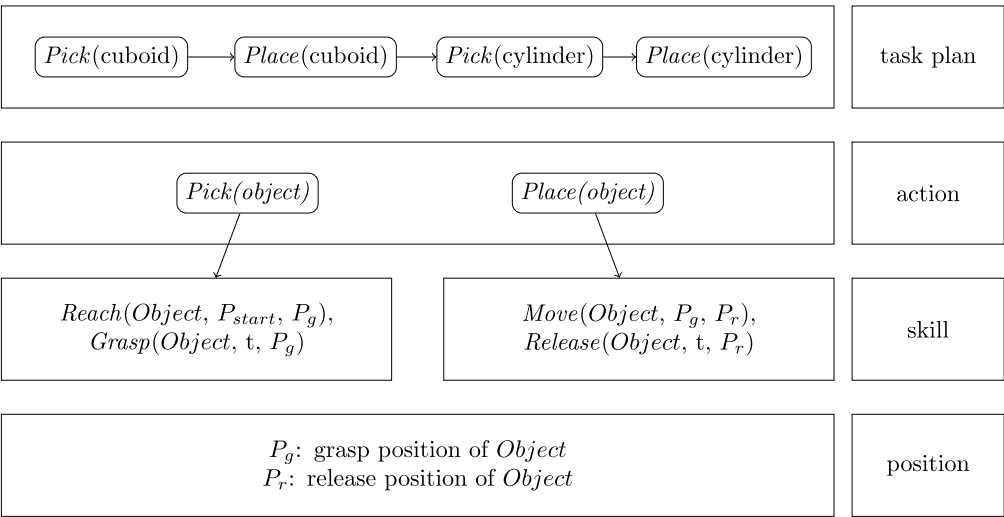 Pick(cuboid) Place(cuboid) Pick(cylinder) Place(cylinder) task plan
Pick(object) Place(object) action
Reach(Object, P_start, P_g),
Grasp(Object, t, P_g)
Move(Object, P_g, P_r),
Release(Object, t, P_r)
skill
P_g: grasp position of Object
P_r: release position of Object
position